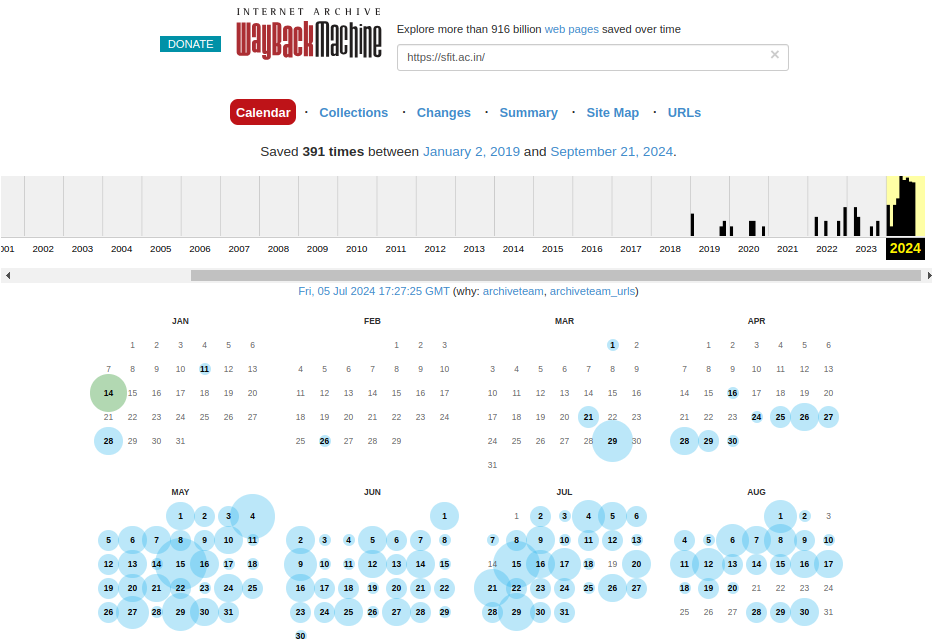 INTERNET ARCHIVE
DONATE
WayBackMachine
Explore more than 916 billion web pages saved over time
https://sfit.ac.in/ ✕
Calendar · Collections · Changes · Summary · Site Map · URLs
Saved 391 times between January 2, 2019 and September 21, 2024.
001 2002 2003 2004 2005 2006 2007 2008 2009 2010 2011 2012 2013 2014 2015 2016 2017 2018 2019 2020 2021 2022 2023 2024
Fri, 05 Jul 2024 17:27:25 GMT (why: archiveteam, archiveteam_urls)
JAN FEB MAR APR
1 2 3 4 5 6 1 2 3 1 2 1 2 3 4 5 6
7 8 9 10 11 12 13 4 5 6 7 8 9 10 3 4 5 6 7 8 9 7 8 9 10 11 12 13
14 15 16 17 18 19 20 11 12 13 14 15 16 17 10 11 12 13 14 15 16 14 15 16 17 18 19 20
21 22 23 24 25 26 27 18 19 20 21 22 23 24 17 18 19 20 21 22 23 21 22 23 24 25 26 27
28 29 30 31 25 26 27 28 29 24 25 26 27 28 29 30 28 29 30
31
MAY JUN JUL AUG
1 2 3 4 1 1 2 3 4 5 6 1 2 3
5 6 7 8 9 10 11 2 3 4 5 6 7 8 7 8 9 10 11 12 13 4 5 6 7 8 9 10
12 13 14 15 16 17 18 9 10 11 12 13 14 15 14 15 16 17 18 19 20 11 12 13 14 15 16 17
19 20 21 22 23 24 25 16 17 18 19 20 21 22 21 22 23 24 25 26 27 18 19 20 21 22 23 24
26 27 28 29 30 31 23 24 25 26 27 28 29 28 29 30 31 25 26 27 28 29 30 31
30